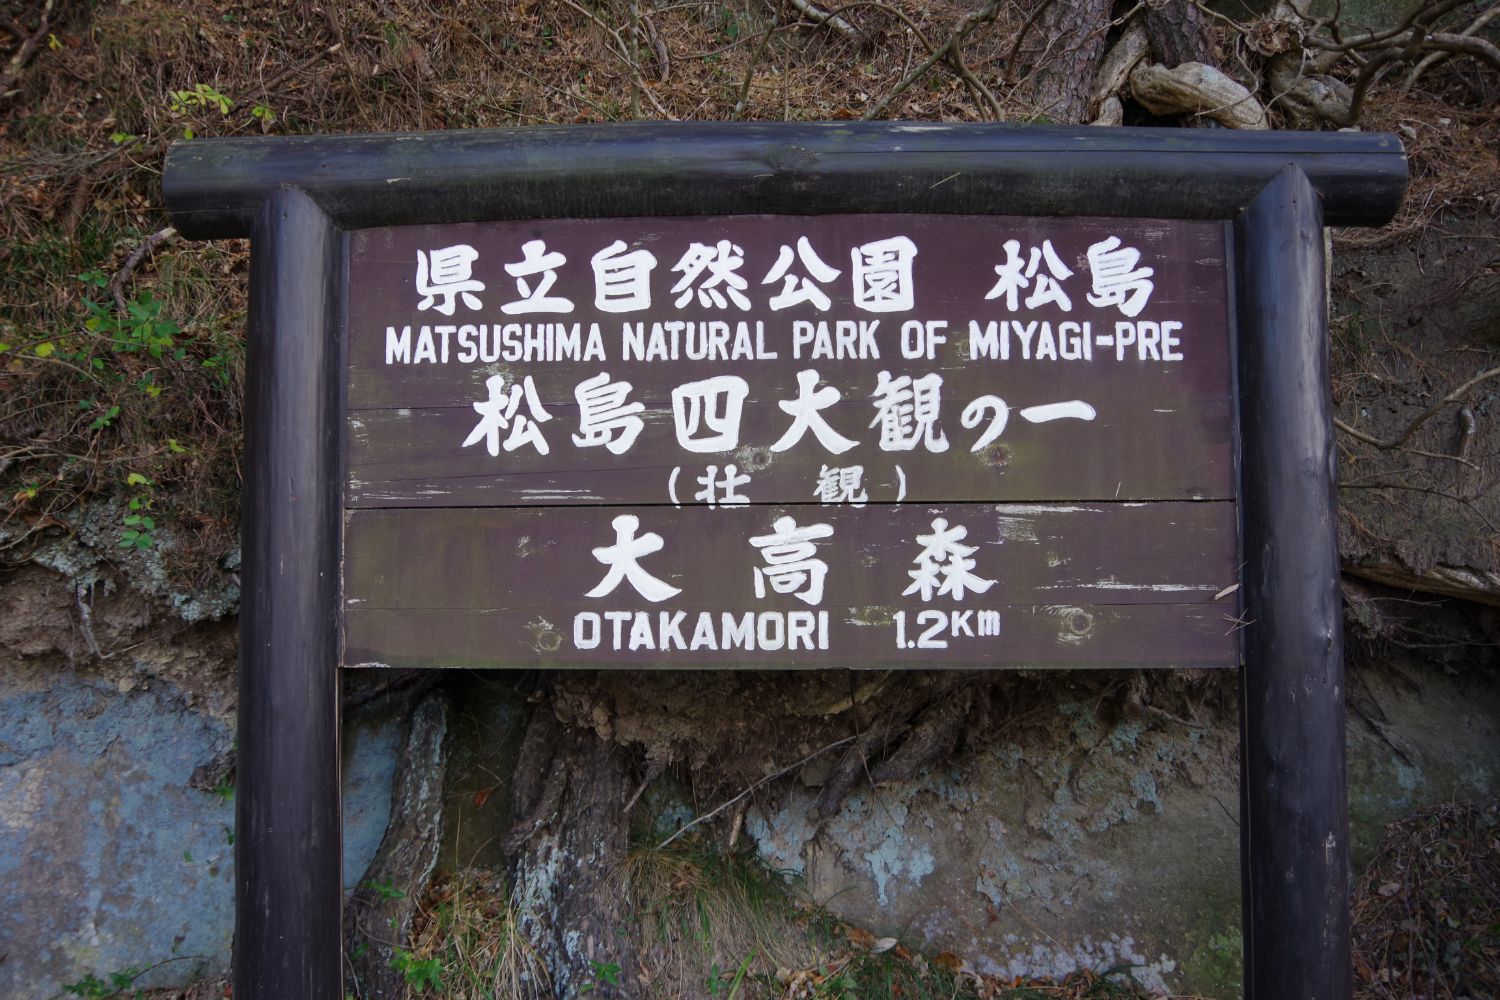 県立自然公園 松島
MATSUSHIMA NATURAL PARK OF MIYAGI-PRE
松島四大観の一
(壮観)
大高森
OTAKAMORI 1.2Km